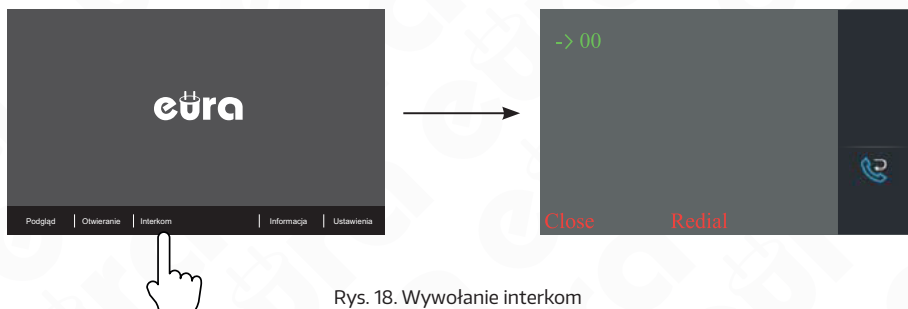 -> 00
eura
Podgląd Otwieranie Interkom Informacja Ustawienia
Close Redial
Rys. 18. Wywołanie interkom